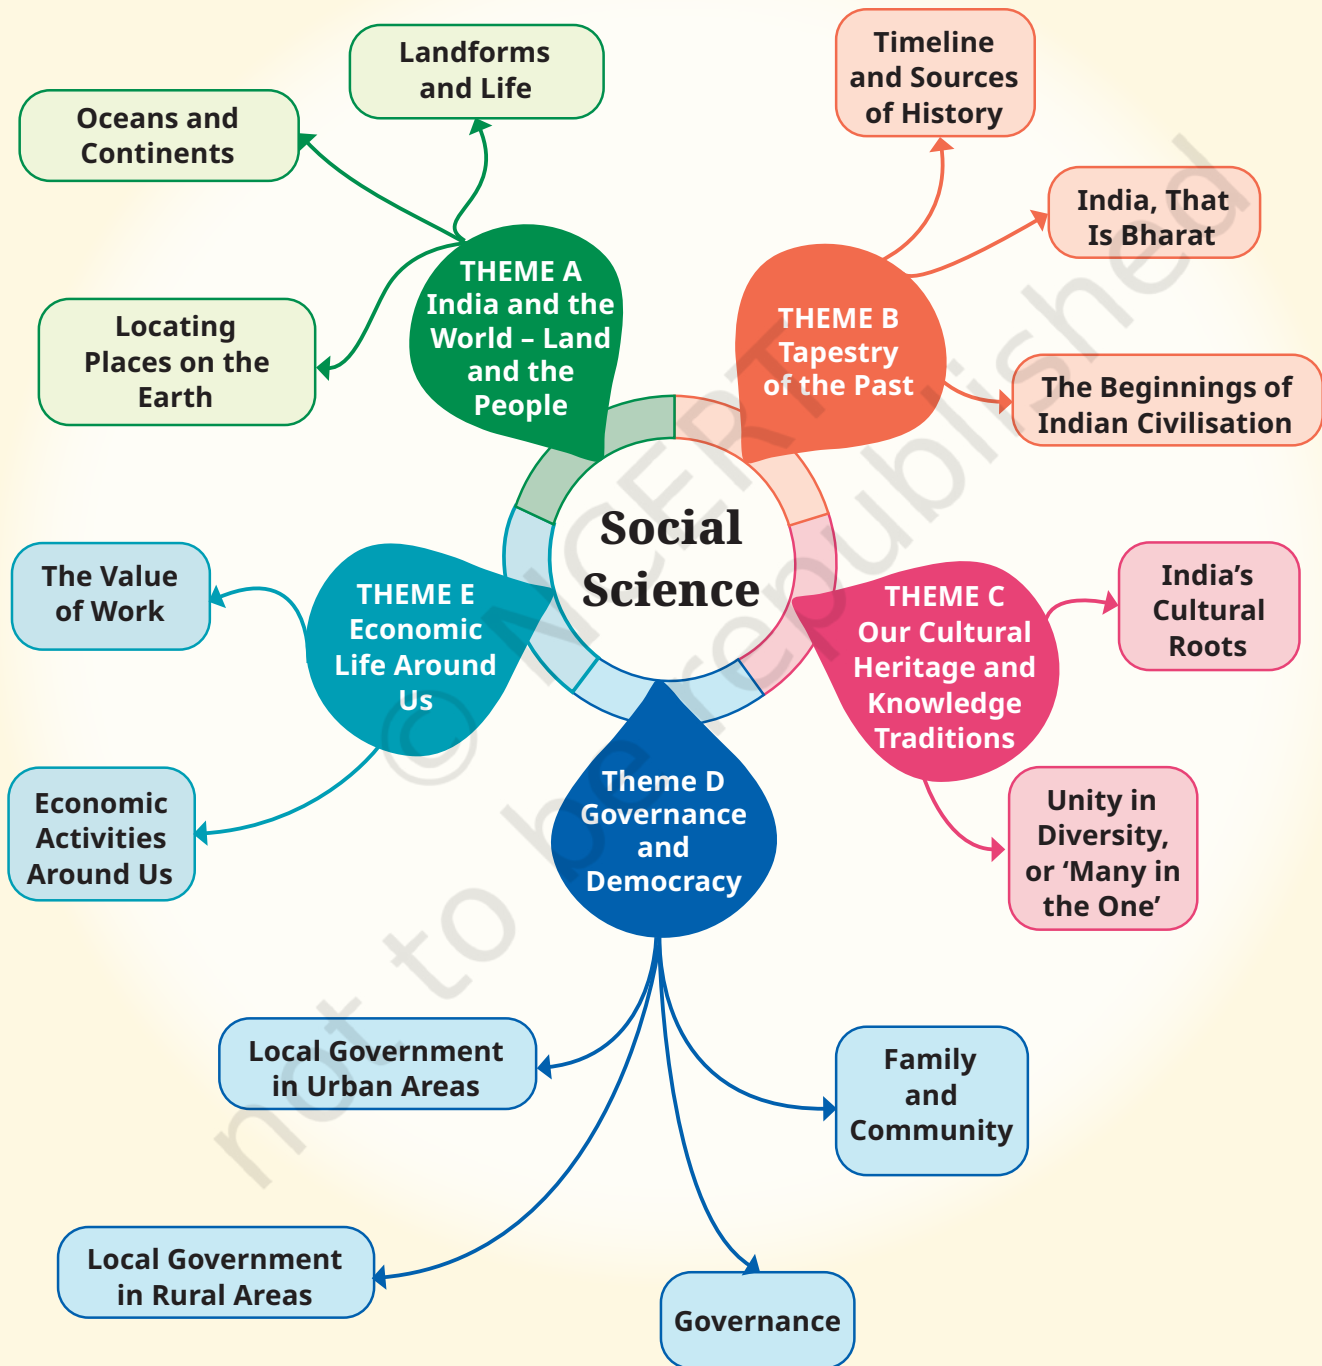 Landforms
and Life
Oceans and
Continents
Locating
Places on the
Earth
THEME A
India and the
World – Land
and the
People
Timeline
and Sources
of History
India, That
Is Bharat
The Beginnings of
Indian Civilisation
THEME B
Tapestry
of the Past
Social
Science
THEME C
Our Cultural
Heritage and
Knowledge
Traditions
India’s
Cultural
Roots
Unity in
Diversity,
or ‘Many in
the One’
THEME E
Economic
Life Around
Us
The Value
of Work
Economic
Activities
Around Us
Theme D
Governance
and
Democracy
Local Government
in Urban Areas
Family
and
Community
Local Government
in Rural Areas
Governance
© NCERT
not to be republished